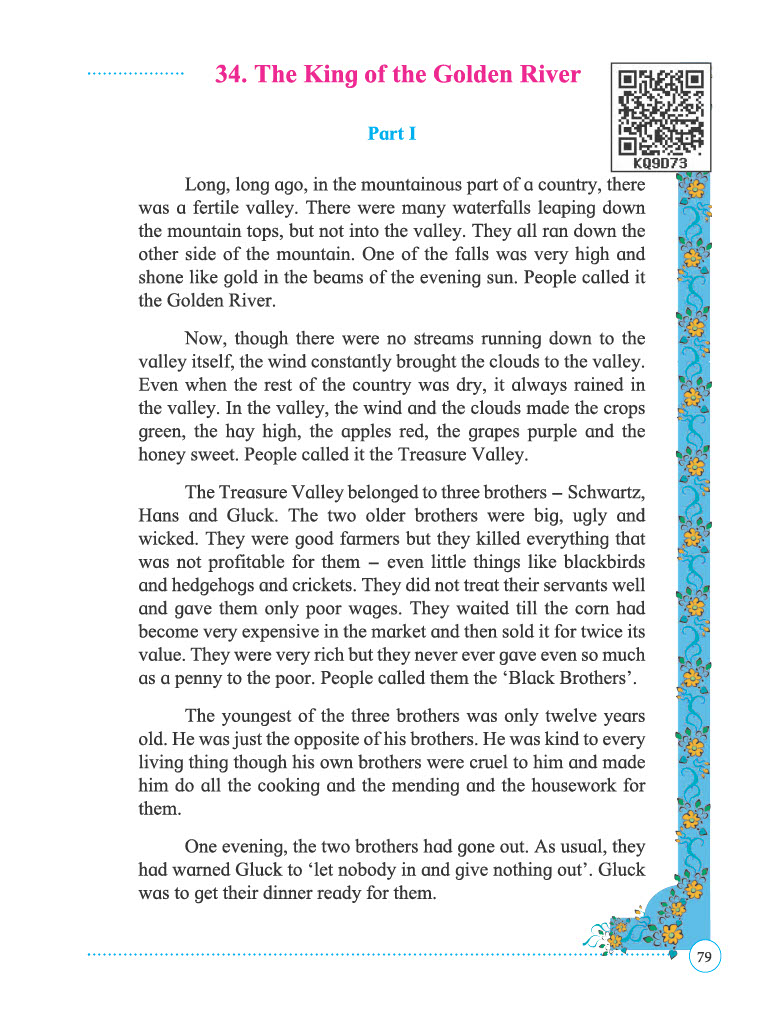 34. The King of the Golden River
KQ9D73
Part I
Long, long ago, in the mountainous part of a country, there
was a fertile valley. There were many waterfalls leaping down
the mountain tops, but not into the valley. They all ran down the
other side of the mountain. One of the falls was very high and
shone like gold in the beams of the evening sun. People called it
the Golden River.
Now, though there were no streams running down to the
valley itself, the wind constantly brought the clouds to the valley.
Even when the rest of the country was dry, it always rained in
the valley. In the valley, the wind and the clouds made the crops
green, the hay high, the apples red, the grapes purple and the
honey sweet. People called it the Treasure Valley.
The Treasure Valley belonged to three brothers – Schwartz,
Hans and Gluck. The two older brothers were big, ugly and
wicked. They were good farmers but they killed everything that
was not profitable for them – even little things like blackbirds
and hedgehogs and crickets. They did not treat their servants well
and gave them only poor wages. They waited till the corn had
become very expensive in the market and then sold it for twice its
value. They were very rich but they never ever gave even so much
as a penny to the poor. People called them the ‘Black Brothers’.
The youngest of the three brothers was only twelve years
old. He was just the opposite of his brothers. He was kind to every
living thing though his own brothers were cruel to him and made
him do all the cooking and the mending and the housework for
them.
One evening, the two brothers had gone out. As usual, they
had warned Gluck to ‘let nobody in and give nothing out’. Gluck
was to get their dinner ready for them.
79